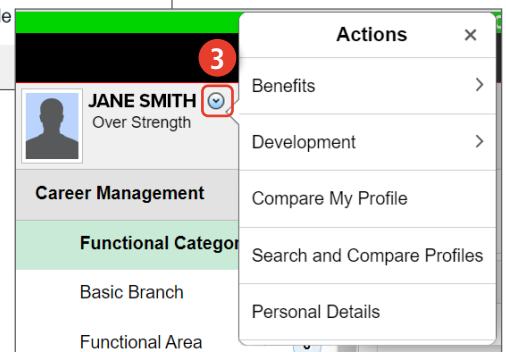 le
Actions ×
3
Benefits
JANE SMITH
Over Strength
Development
Career Management
Compare My Profile
Functional Categor
Search and Compare Profiles
Basic Branch
Personal Details
Functional Area